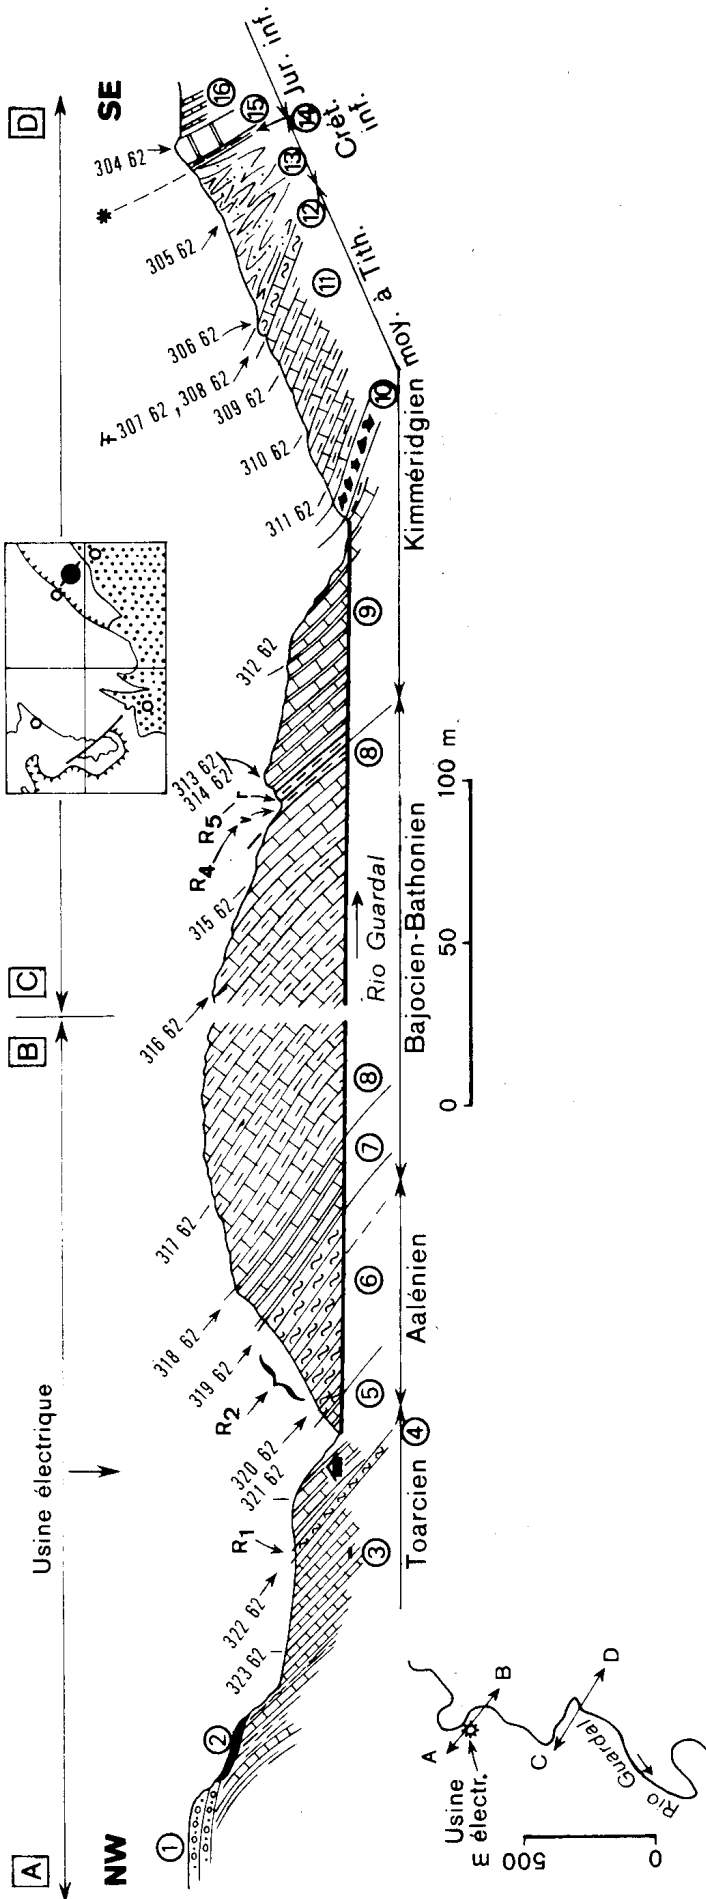 A
B
C
D
NW
SE
Usine électrique
1
2
323 62
322 62
R1
321 62
320 62
R2
319 62
318 62
317 62
316 62
315 62
R4
R5
314 62
313 62
312 62
311 62
310 62
309 62
307 62 , 308 62
306 62
305 62
*
304 62
3
4
5
6
7
8
8
9
10
11
12
13
14
15
16
Rio Guardal
Toarcien
Aalénien
Bajocien-Bathonien
Kimméridgien moy. à Tith.
Crét. inf.
Jur. inf.
0
50
100 m
A
B
C
D
Usine
électr.
Rio Guardal
m
500
0